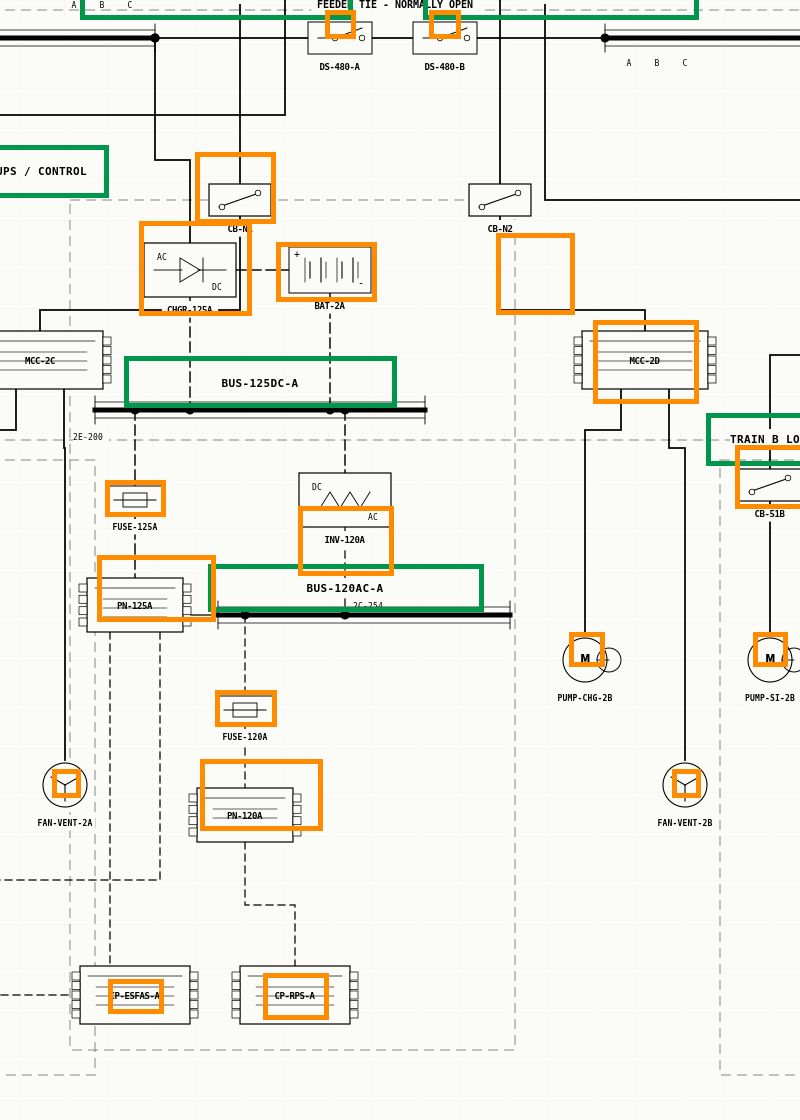 A B C
FEEDER TIE - NORMALLY OPEN
DS-480-A
DS-480-B
A B C
UPS / CONTROL
CB-N1
CB-N2
AC
DC
CHGR-125A
+
-
BAT-2A
MCC-2C
MCC-2D
BUS-125DC-A
2E-200
TRAIN B LO
DC
AC
INV-120A
FUSE-125A
CB-51B
BUS-120AC-A
PN-125A
2C-254
M
M
PUMP-CHG-2B
PUMP-SI-2B
FUSE-120A
PN-120A
FAN-VENT-2A
FAN-VENT-2B
CP-ESFAS-A
CP-RPS-A